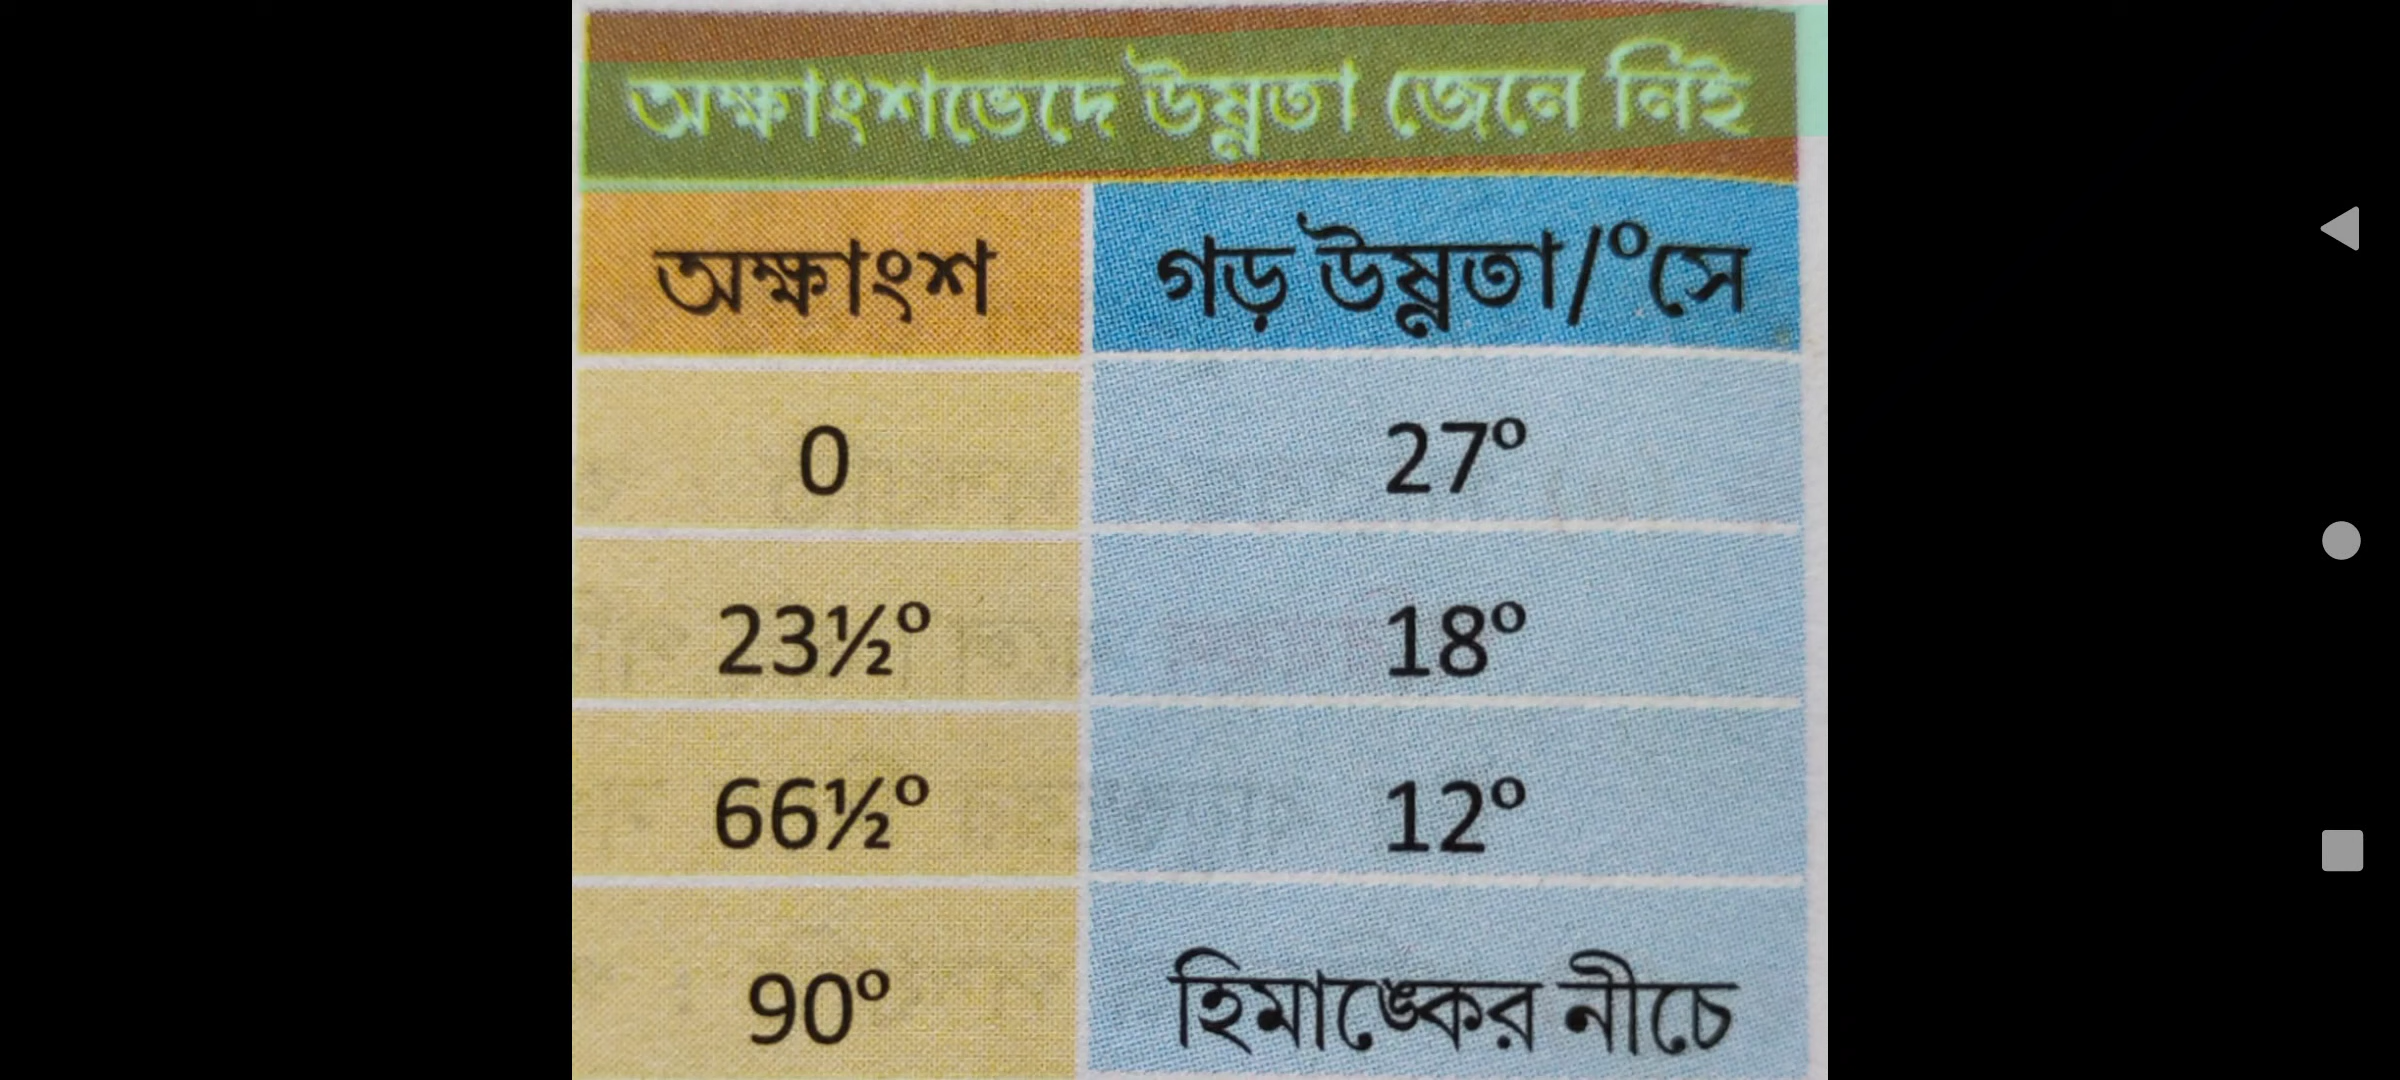 অক্ষাংশভেদে উষ্ণতা জেনে নিই
অক্ষাংশ গড় উষ্ণতা/°সে
0 27°
23½° 18°
66½° 12°
90° হিমাঙ্কের নীচে